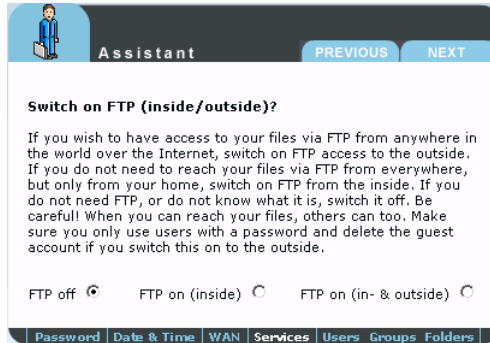 Assistant
PREVIOUS NEXT
Switch on FTP (inside/outside)?
If you wish to have access to your files via FTP from anywhere in
the world over the Internet, switch on FTP access to the outside.
If you do not need to reach your files via FTP from everywhere,
but only from your home, switch on FTP from the inside. If you
do not need FTP, or do not know what it is, switch it off. Be
careful! When you can reach your files, others can too. Make
sure you only use users with a password and delete the guest
account if you switch this on to the outside.
FTP off FTP on (inside) FTP on (in- & outside)
Password Date & Time WAN Services Users Groups Folders